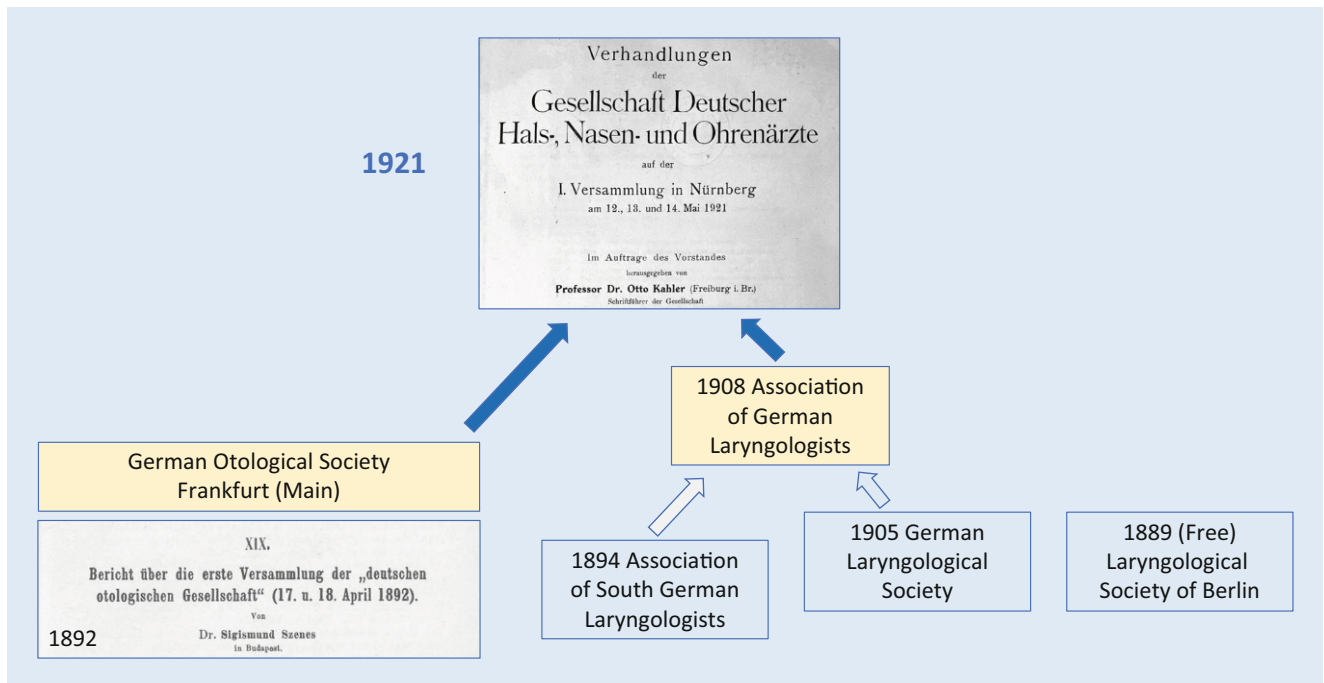 Verhandlungen
der
Gesellschaft Deutscher
Hals-, Nasen- und Ohrenärzte
auf der
I. Versammlung in Nürnberg
am 12., 13. und 14. Mai 1921
Im Auftrage des Vorstandes
herausgegeben von
Professor Dr. Otto Kahler (Freiburg i. Br.)
Schriftführer der Gesellschaft
1921
1908 Association
of German
Laryngologists
German Otological Society
Frankfurt (Main)
XIX.
Bericht über die erste Versammlung der „deutschen
otologischen Gesellschaft“ (17. u. 18. April 1892).
Von
Dr. Sigismund Szenes
in Budapest.
1892
1894 Association
of South German
Laryngologists
1905 German
Laryngological
Society
1889 (Free)
Laryngological
Society of Berlin